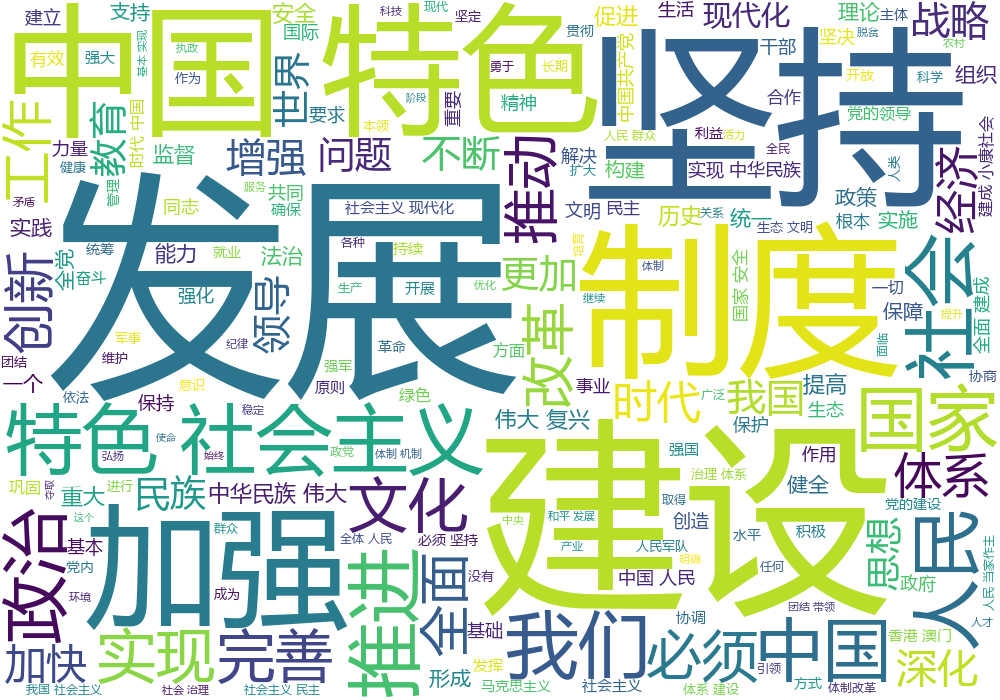 中国 特色
坚持
发展
制度
建设
加强
特色 社会主义
建立
支持
安全
国际
科技
现代
坚定
促进
生活
现代化
理论
主体
战略
有效
强大
基本 实现
执政
作为
世界
要求
贯彻
勇于
长期
阶段
本领
精神
重要
中国共产党
干部
合作
坚决
脱贫
开放
农村
科学
组织
党的领导
工作
教育
时代 中国
力量
健康
监督
管理
矛盾
增强
问题
不断
推动
解决
扩大
人民 群众
利益
活力
构建
全民
实现 中华民族
人类
经济
建成 小康社会
服务
共同
确保
同志
实践
社会主义 现代化
文明
民主
历史
关系
统一
政策
根本
实施
生态 文明
全党
奋斗
统筹
能力
就业
法治
各种
持续
更加
培育
体制
国家 安全
一切
保障
社会
全面 建成
提升
创新
强化
领导
生产
开展
优化
继续
改革
面临
协商
军事
纪律
维护
团结
一个
依法
意识
保持
强军
原则
革命
绿色
方面
事业
时代
广泛
我国
提高
生态
保护
国家
稳定
使命
弘扬
始终
伟大 复兴
政党
体制 机制
强国
治理 体系
作用
健全
体系
党的建设
巩固
重大
进行
夺取
民族
中华民族 伟大
文化
取得
创造
水平
积极
思想
人民
人民 当家作主
政治
基本
党内
这个
环境
群众
成为
全体 人民
必须 坚持
没有
中央
和平 发展
产业
人民军队
明确
任何
中国 人民
政府
人才
推进
全面
基础
我们
协调
团结 带领
必须
中国
引领
香港 澳门
深化
加快
实现
完善
形成
发挥
马克思主义
社会主义
体系 建设
方式
体制改革
我国 社会主义
社会 治理
社会主义 民主